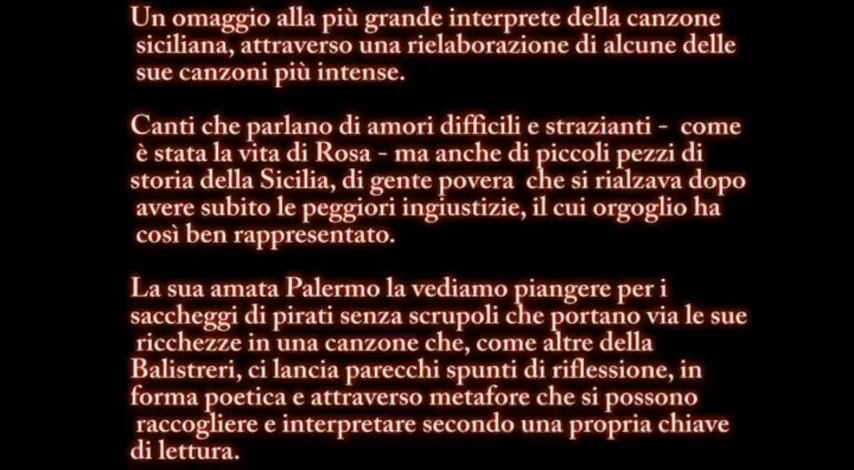 Un omaggio alla più grande interprete della canzone
siciliana, attraverso una rielaborazione di alcune delle
sue canzoni più intense.
Canti che parlano di amori difficili e strazianti - come
è stata la vita di Rosa - ma anche di piccoli pezzi di
storia della Sicilia, di gente povera che si rialzava dopo
avere subito le peggiori ingiustizie, il cui orgoglio ha
così ben rappresentato.
La sua amata Palermo la vediamo piangere per i
saccheggi di pirati senza scrupoli che portano via le sue
ricchezze in una canzone che, come altre della
Balistreri, ci lancia parecchi spunti di riflessione, in
forma poetica e attraverso metafore che si possono
raccogliere e interpretare secondo una propria chiave
di lettura.